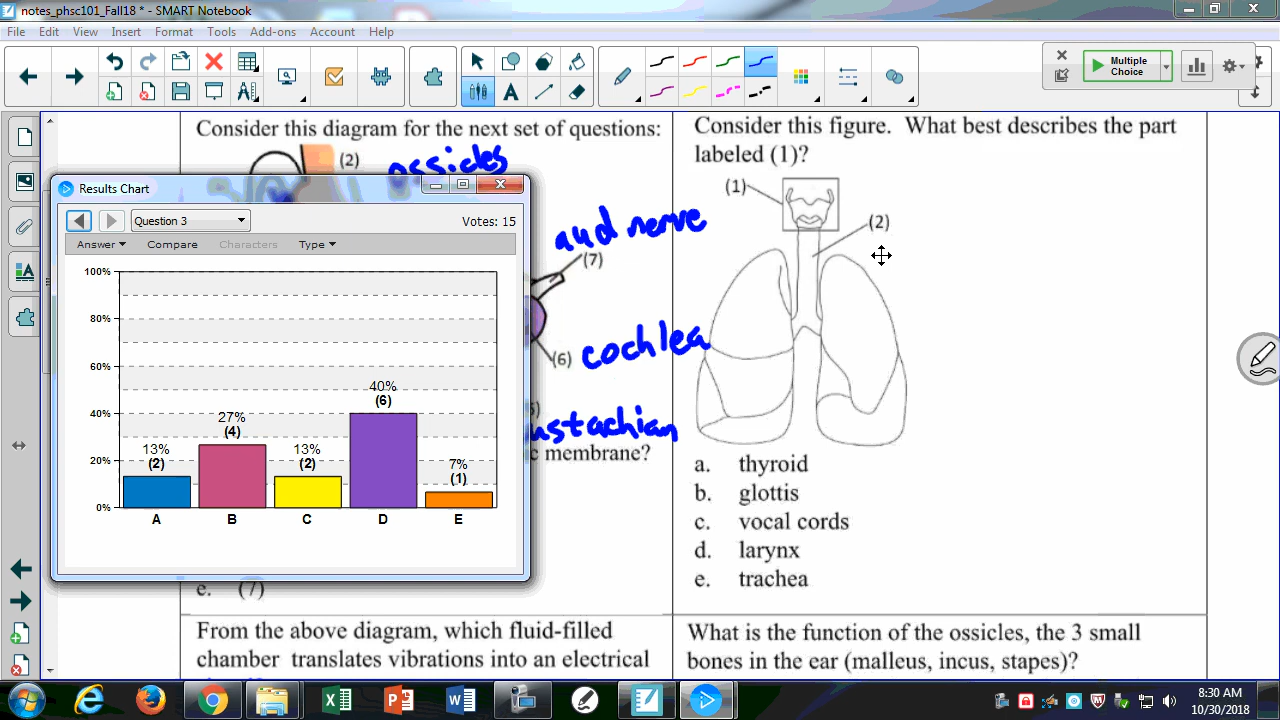 notes_phsc101_Fall18 * - SMART Notebook
File Edit View Insert Format Tools Add-ons Account Help
Multiple
Choice
Consider this diagram for the next set of questions:
(2)
ossicles
aud nerve
(7)
(6)
cochlea
membrane?
e. (7)
From the above diagram, which fluid-filled
chamber translates vibrations into an electrical
Consider this figure. What best describes the part
labeled (1)?
(1)
(2)
a. thyroid
b. glottis
c. vocal cords
d. larynx
e. trachea
What is the function of the ossicles, the 3 small
bones in the ear (malleus, incus, stapes)?
Results Chart
Question 3
Votes: 15
Answer Compare Characters Type
100%
80%
60%
40%
20%
0%
13%
(2)
27%
(4)
13%
(2)
40%
(6)
7%
(1)
A B C D E
8:30 AM
10/30/2018